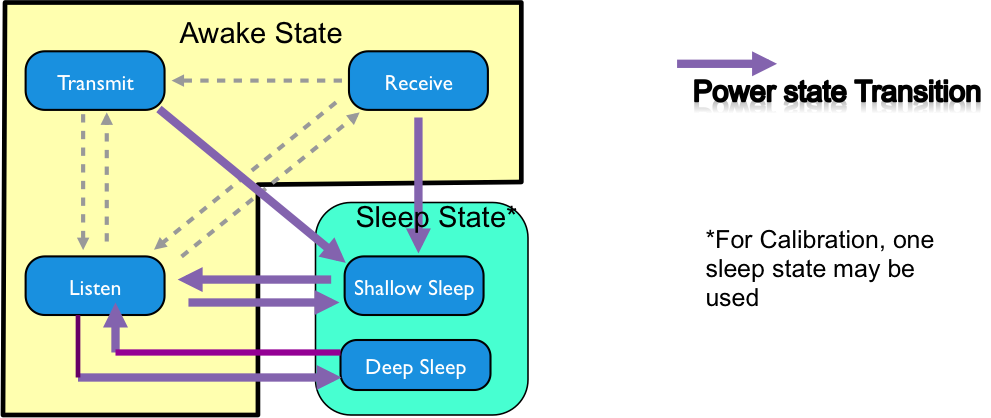 Awake State
Transmit
Receive
Power state Transition
Sleep State*
*For Calibration, one
sleep state may be
used
Listen
Shallow Sleep
Deep Sleep